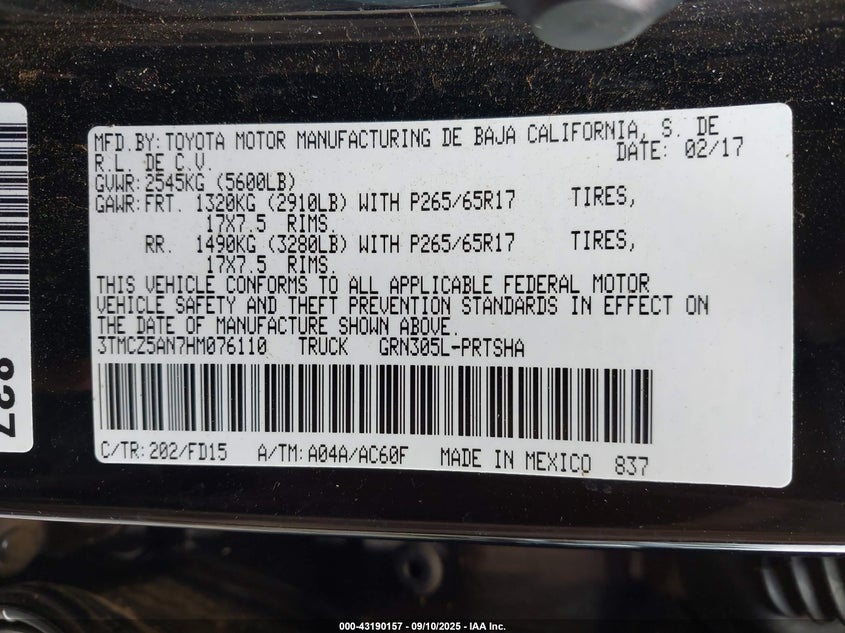 MFD.BY: TOYOTA MOTOR MANUFACTURING DE BAJA CALIFORNIA, S. DE
R.L. DE C.V. DATE: 02/17
GVWR: 2545KG (5600LB)
GAWR: FRT. 1320KG (2910LB) WITH P265/65R17 TIRES,
17X7.5 RIMS.
RR. 1490KG (3280LB) WITH P265/65R17 TIRES,
17X7.5 RIMS.
THIS VEHICLE CONFORMS TO ALL APPLICABLE FEDERAL MOTOR
VEHICLE SAFETY AND THEFT PREVENTION STANDARDS IN EFFECT ON
THE DATE OF MANUFACTURE SHOWN ABOVE.
3TMCZ5AN7HM076110 TRUCK GRN305L-PRTSHA
C/TR: 202/FD15 A/TM: A04A/AC60F MADE IN MEXICO 837
000-43190157 - 09/10/2025 - IAA Inc.